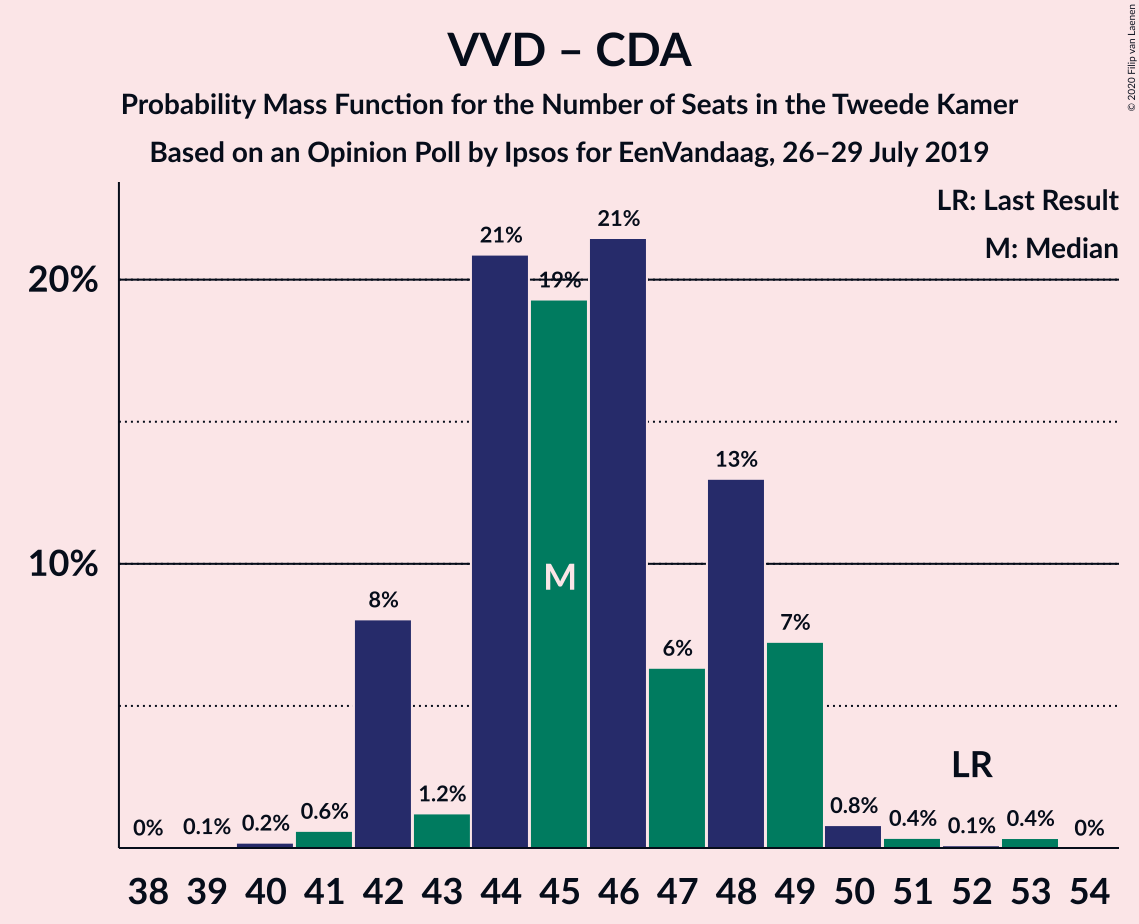 VVD – CDA
Probability Mass Function for the Number of Seats in the Tweede Kamer
Based on an Opinion Poll by Ipsos for EenVandaag, 26–29 July 2019
© 2020 Filip van Laenen
LR: Last Result
M: Median
20%
10%
0%
0.1%
0.2%
0.6%
8%
1.2%
21%
19%
21%
6%
13%
7%
0.8%
0.4%
0.1%
0.4%
0%
M
LR
38 39 40 41 42 43 44 45 46 47 48 49 50 51 52 53 54